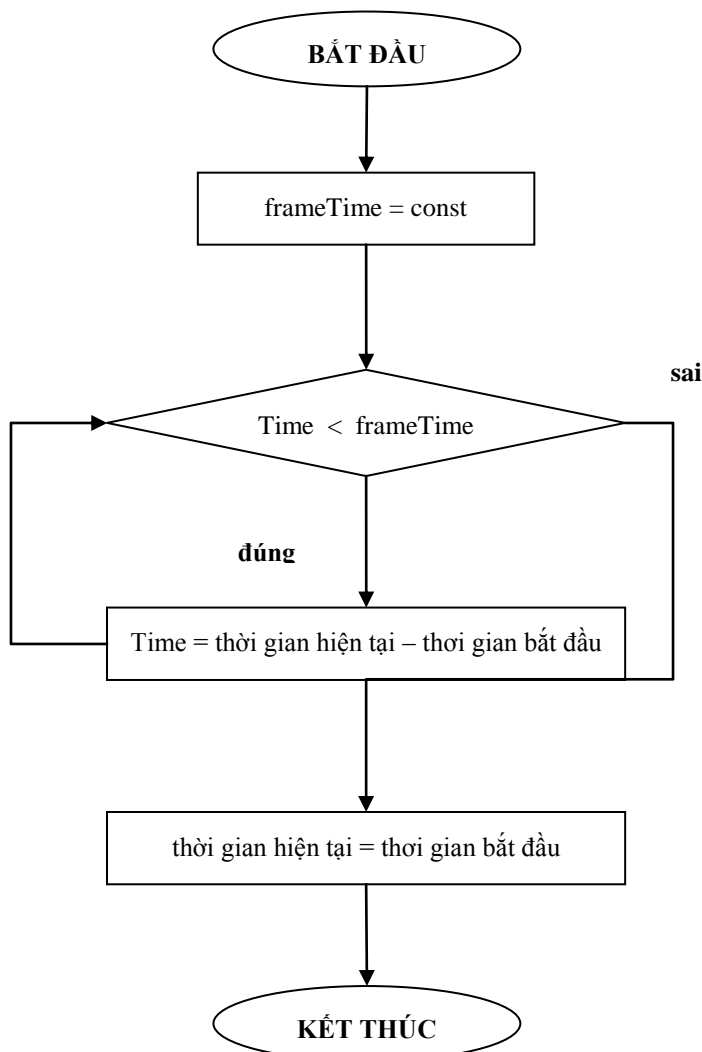 BẮT ĐẦU
frameTime = const
sai
Time < frameTime
đúng
Time = thời gian hiện tại – thơi gian bắt đầu
thời gian hiện tại = thơi gian bắt đầu
KẾT THÚC